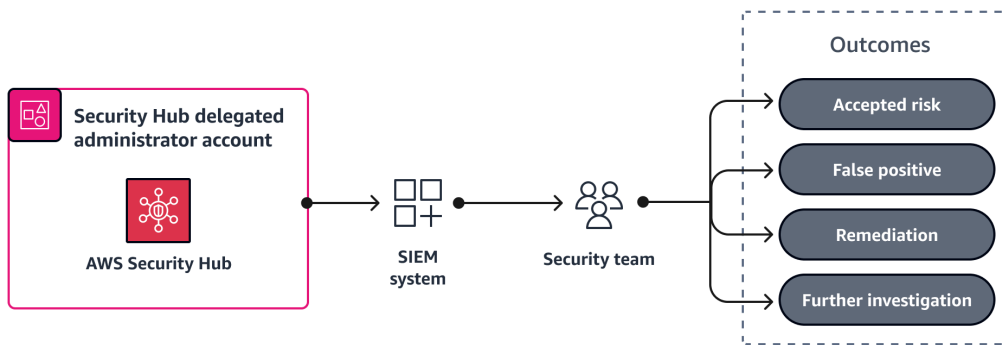 Security Hub delegated
administrator account
AWS Security Hub
SIEM
system
Security team
Outcomes
Accepted risk
False positive
Remediation
Further investigation